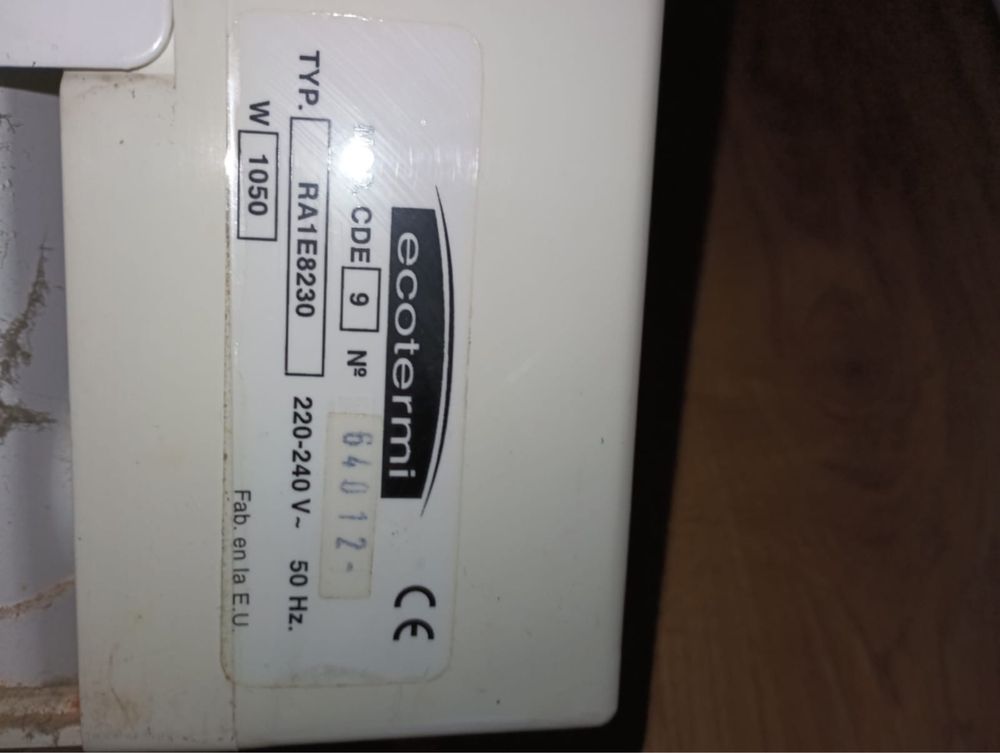 ecotermi CE
CDE 9 Nº 64012-
TYP. RA1E8230 220-240 V~ 50 Hz.
W 1050
Fab. en la E.U.